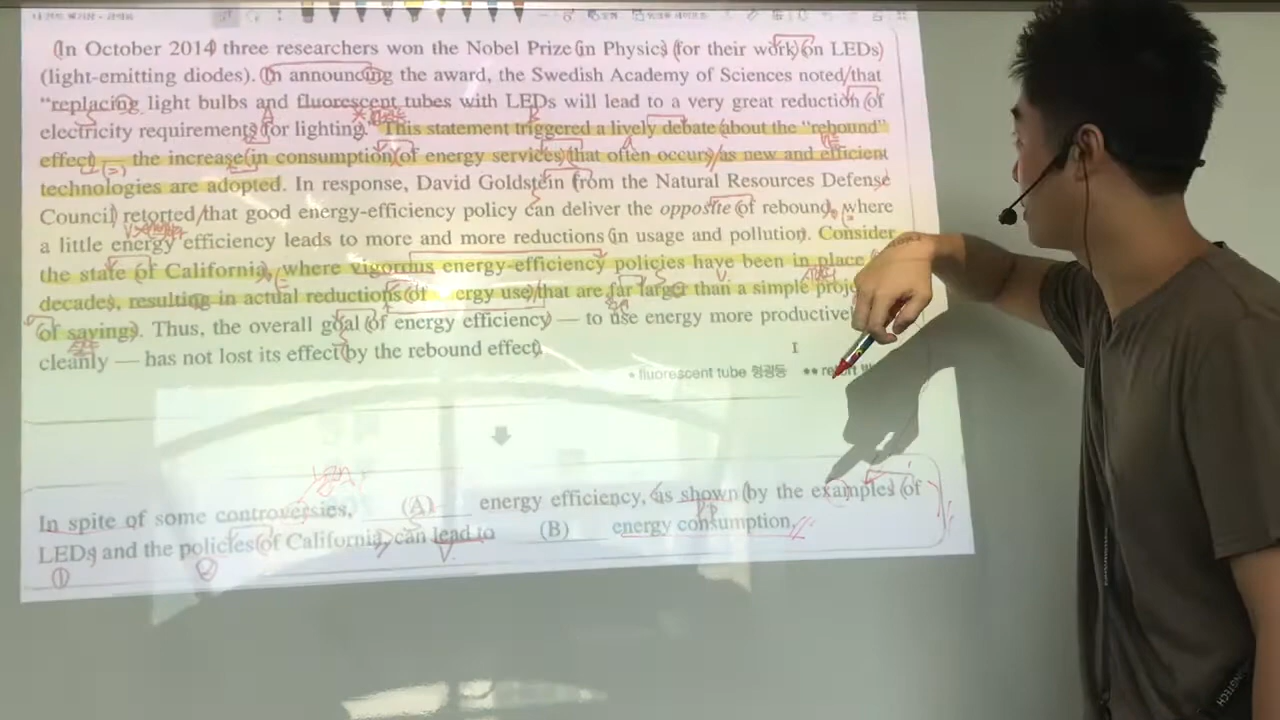 In October 2014 three researchers won the Nobel Prize in Physics for their work on LEDs
(light-emitting diodes). In announcing the award, the Swedish Academy of Sciences noted that
“replacing light bulbs and fluorescent tubes with LEDs will lead to a very great reduction of
electricity requirements for lighting.” This statement triggered a lively debate about the “rebound”
effect — the increase in consumption of energy services that often occurs as new and efficient
technologies are adopted. In response, David Goldstein from the Natural Resources Defense
Council retorted that good energy-efficiency policy can deliver the opposite of rebound, where
a little energy efficiency leads to more and more reductions in usage and pollution. Consider
the state of California, where vigorous energy-efficiency policies have been in place
decades, resulting in actual reductions of ergy use that are far larger than a simple proje
of saving. Thus, the overall goal of energy efficiency — to use energy more productivel
cleanly — has not lost its effect by the rebound effect.
* fluorescent tube 형광등 ** retort
In spite of some controversies, (A) energy efficiency, as shown by the examples of
LEDs and the policies of California, can lead to (B) energy consumption.
① ②